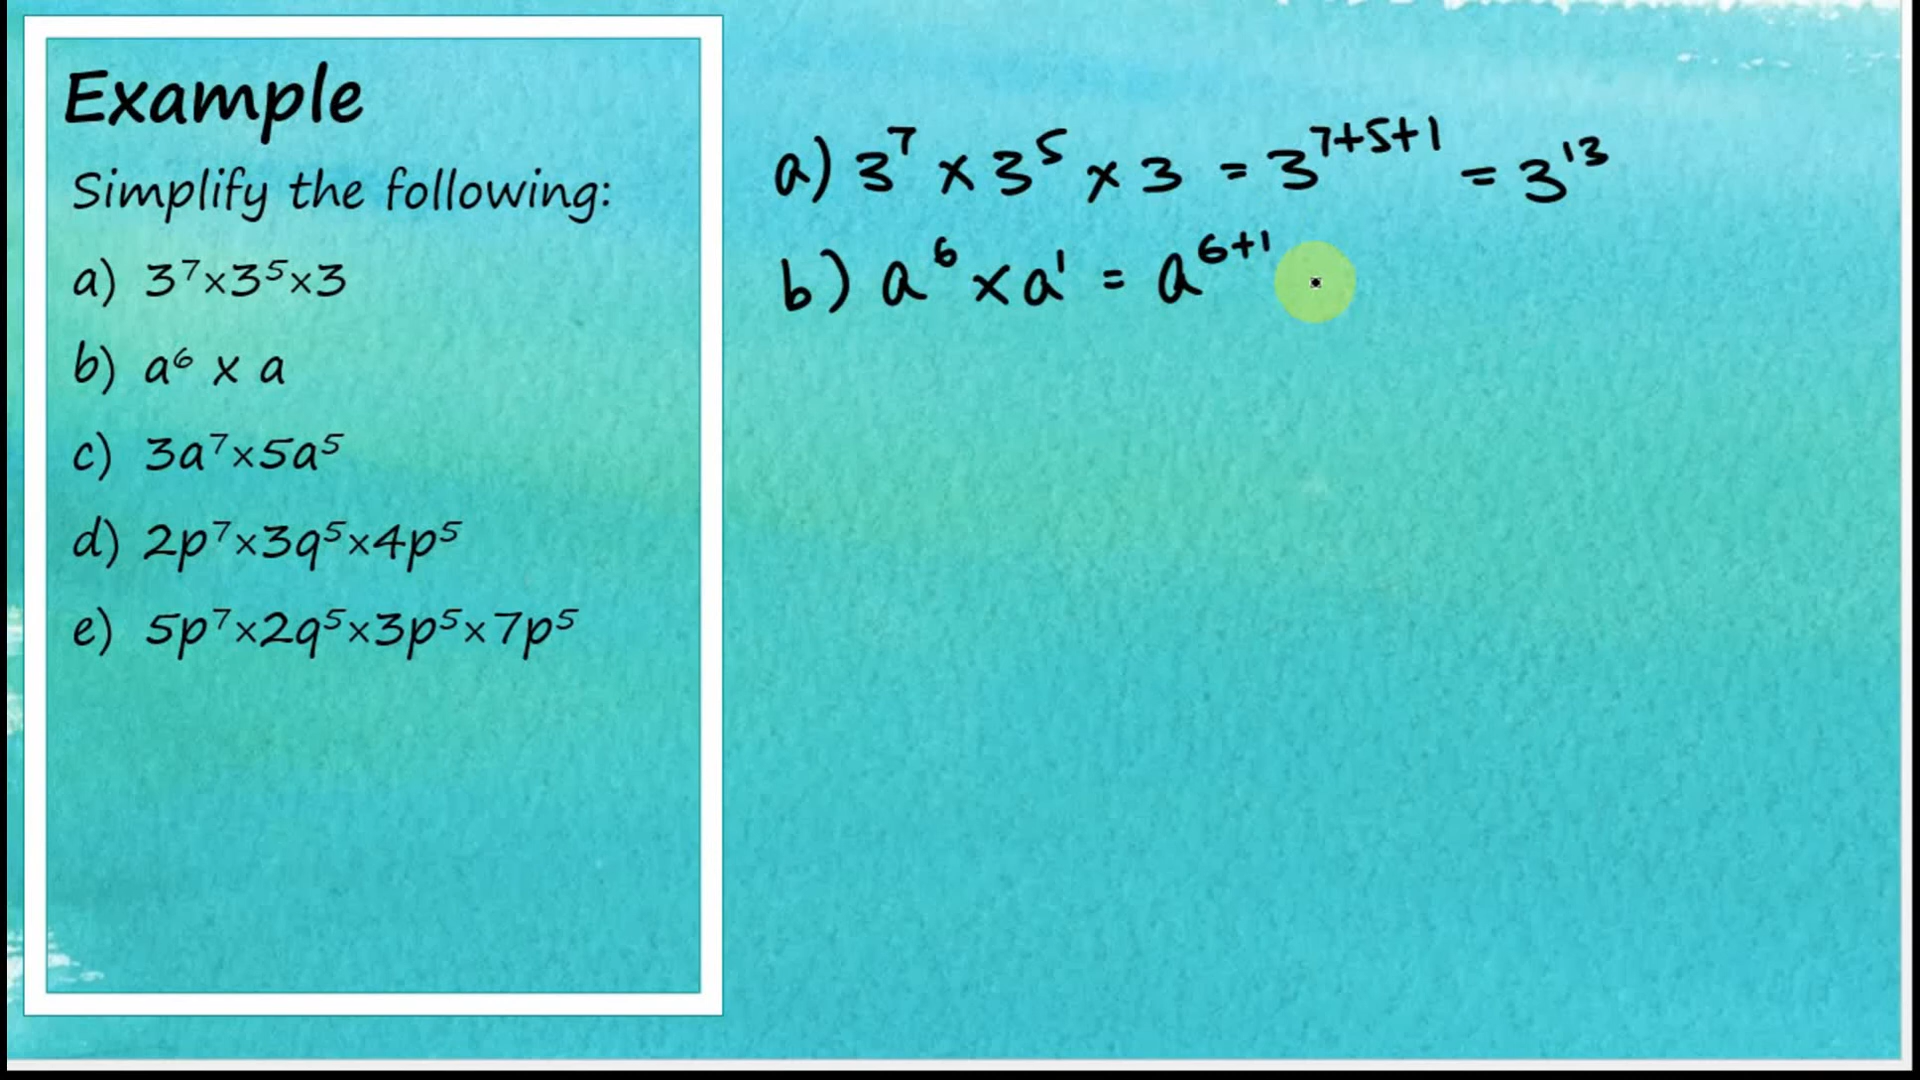 Example
Simplify the following:
a) 3⁷×3⁵×3
b) a⁶ x a
c) 3a⁷×5a⁵
d) 2p⁷×3q⁵×4p⁵
e) 5p⁷×2q⁵×3p⁵×7p⁵
a) 3⁷ × 3⁵ × 3 = 3⁷⁺⁵⁺¹ = 3¹³
b) a⁶ × a¹ = a⁶⁺¹